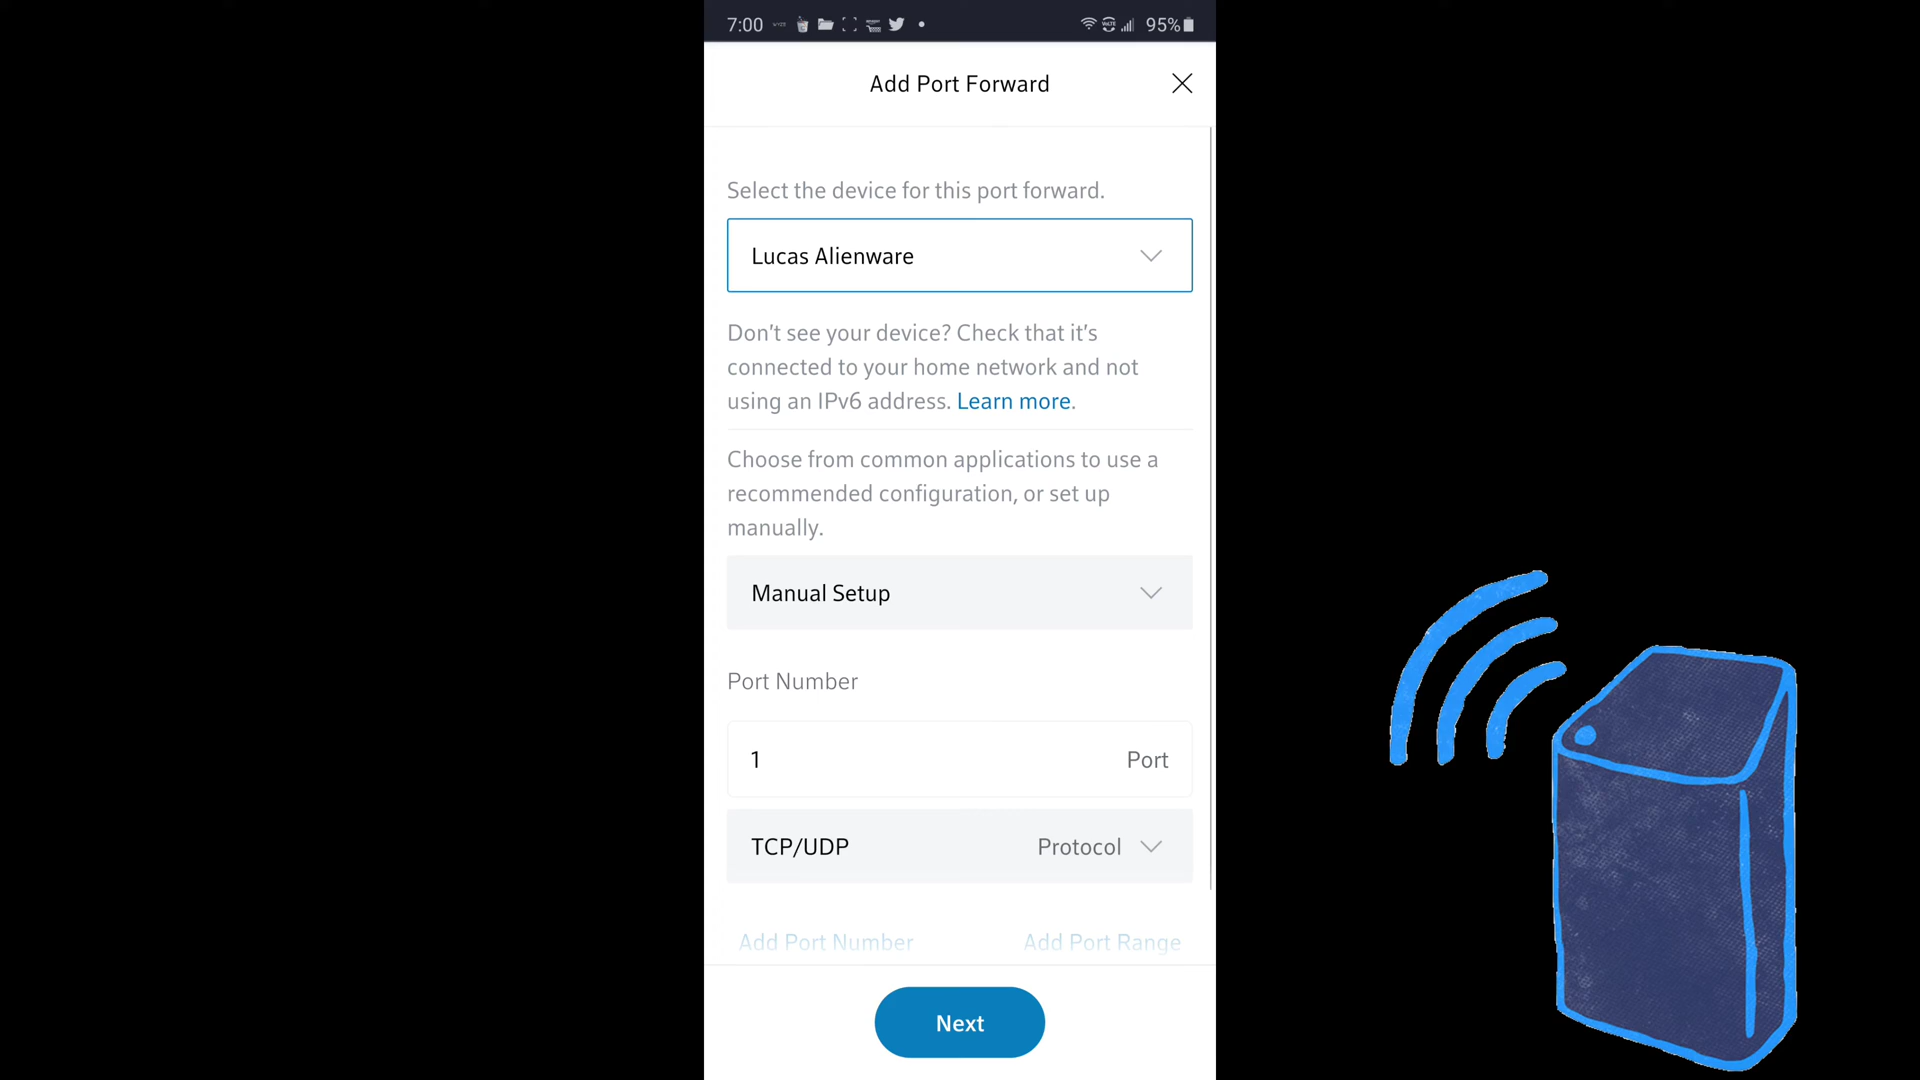 7:00
95%
Add Port Forward
Select the device for this port forward.
Lucas Alienware
Don't see your device? Check that it's
connected to your home network and not
using an IPv6 address. Learn more.
Choose from common applications to use a
recommended configuration, or set up
manually.
Manual Setup
Port Number
1 Port
TCP/UDP Protocol
Add Port Number Add Port Range
Next